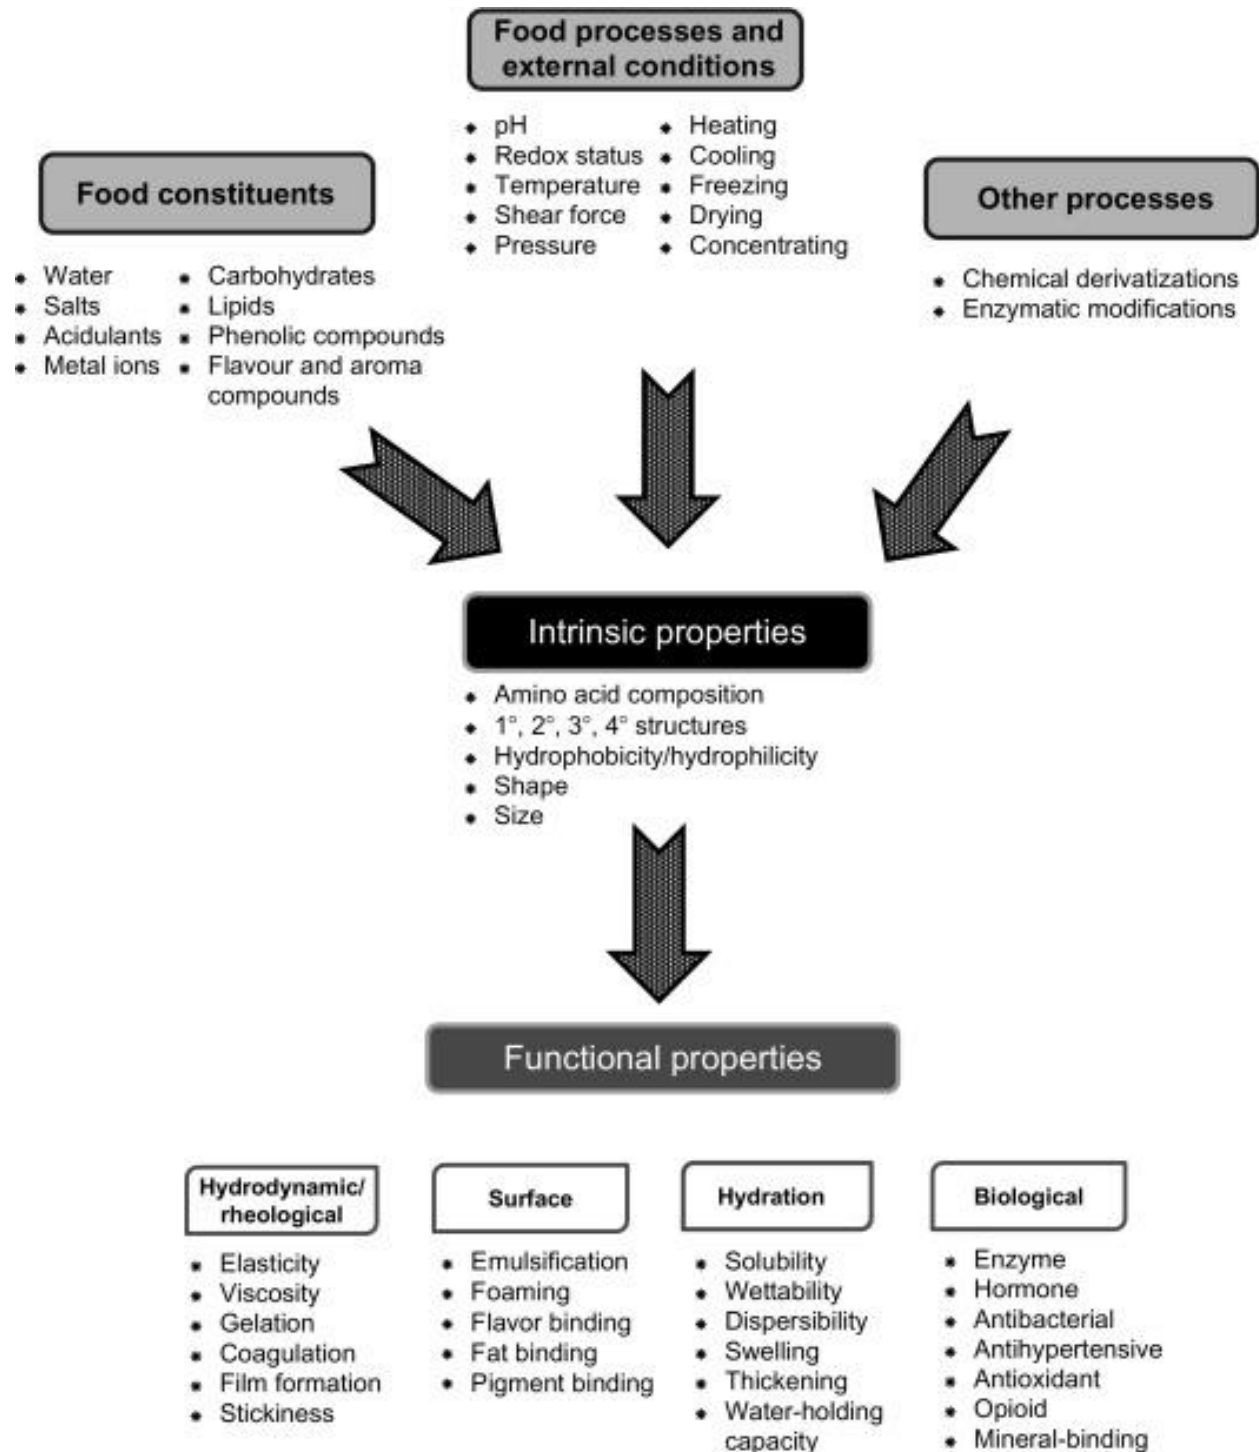 Food processes and
external conditions
pH
Redox status
Temperature
Shear force
Pressure
Heating
Cooling
Freezing
Drying
Concentrating
Food constituents
Water
Salts
Acidulants
Metal ions
Carbohydrates
Lipids
Phenolic compounds
Flavour and aroma
compounds
Other processes
Chemical derivatizations
Enzymatic modifications
Intrinsic properties
Amino acid composition
1°, 2°, 3°, 4° structures
Hydrophobicity/hydrophilicity
Shape
Size
Functional properties
Hydrodynamic/
rheological
Elasticity
Viscosity
Gelation
Coagulation
Film formation
Stickiness
Surface
Emulsification
Foaming
Flavor binding
Fat binding
Pigment binding
Hydration
Solubility
Wettability
Dispersibility
Swelling
Thickening
Water-holding
capacity
Biological
Enzyme
Hormone
Antibacterial
Antihypertensive
Antioxidant
Opioid
Mineral-binding